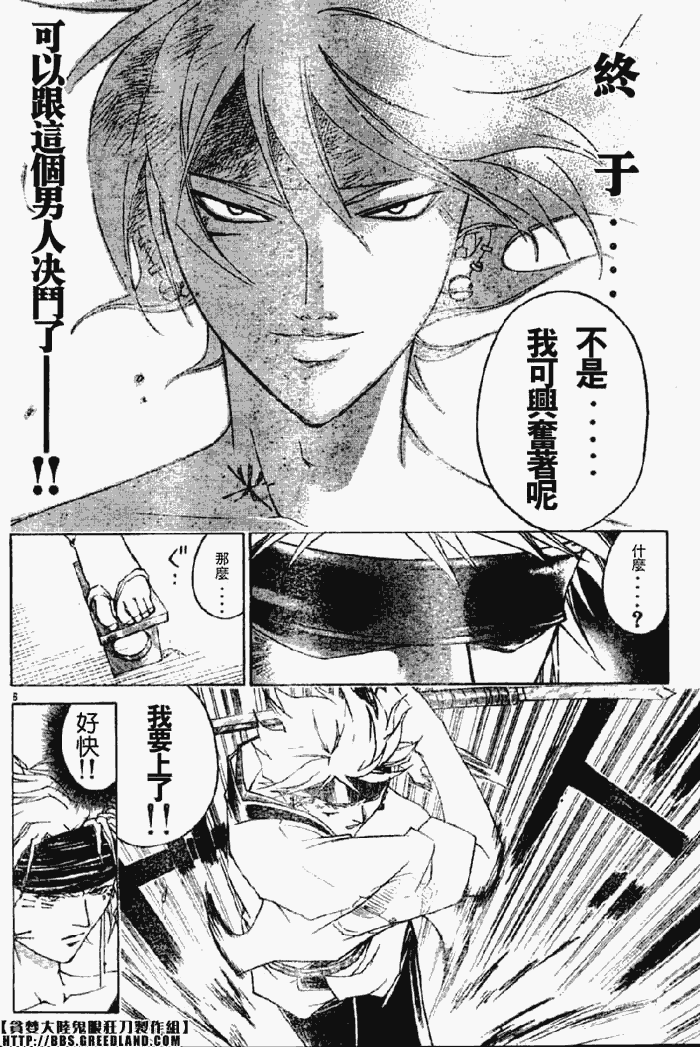 終
于‥‥
不是‥‥‥
我可興奮著呢
可以跟這個男人決鬥了——!!
什麼‥‥?
那麼‥‥
ぐ‥
6
我要上了!!
好快!!
【貪婪大陸鬼眼狂刀製作組】
HTTP://BBS.GREEDLAND.COM